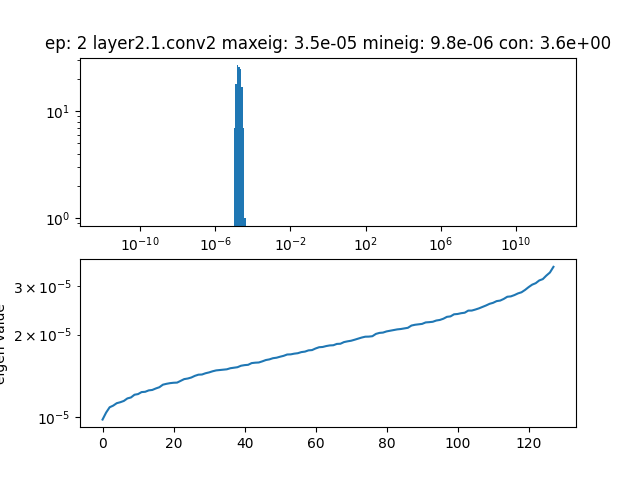 ep: 2 layer2.1.conv2 maxeig: 3.5e-05 mineig: 9.8e-06 con: 3.6e+00
10¹
10⁰
10⁻¹⁰ 10⁻⁶ 10⁻² 10² 10⁶ 10¹⁰
eigen value
3 × 10⁻⁵
2 × 10⁻⁵
10⁻⁵
0 20 40 60 80 100 120